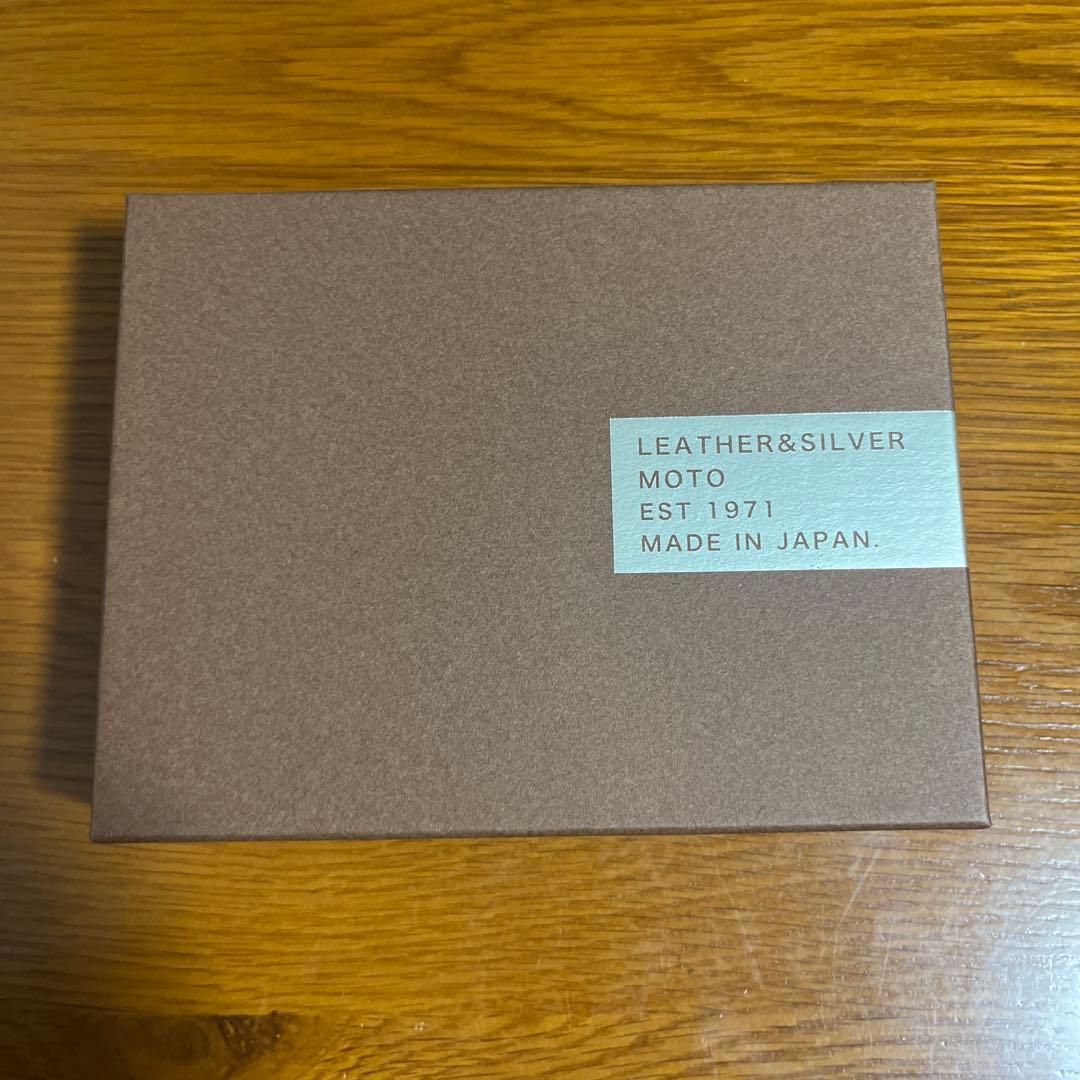 LEATHER&SILVER
MOTO
EST 1971
MADE IN JAPAN.